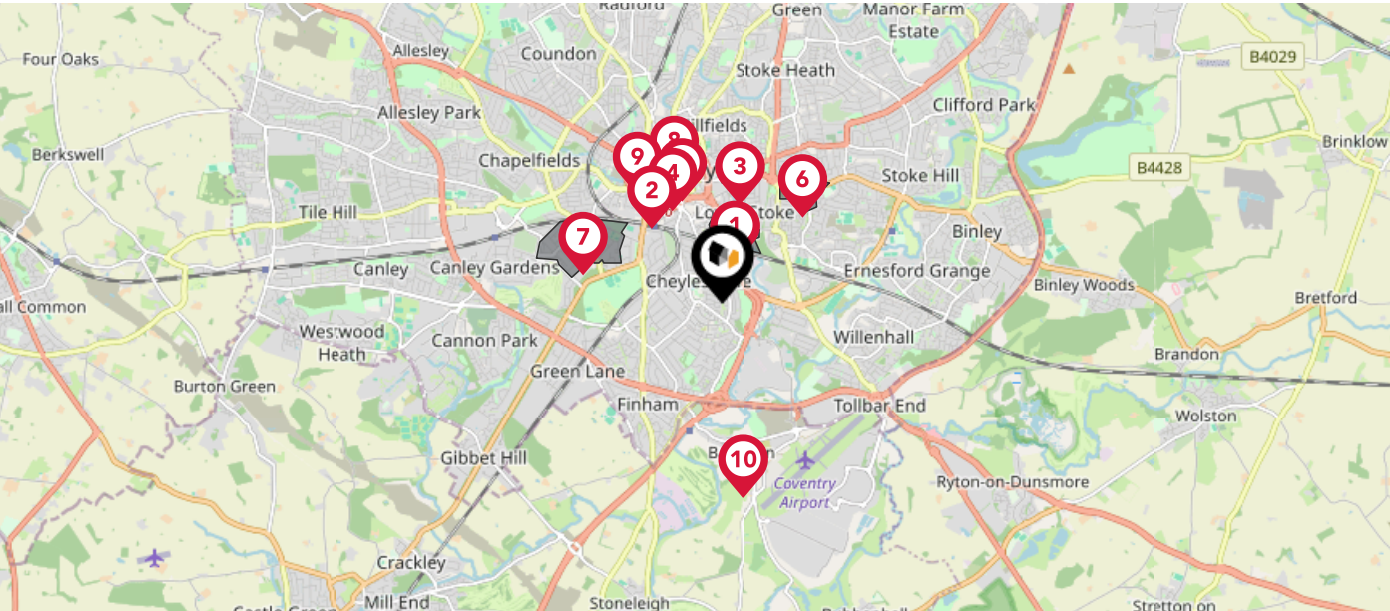 Radford
Green
Manor Farm
Estate
Four Oaks
Allesley
Coundon
B4029
Stoke Heath
Allesley Park
Clifford Park
8
9
3
4
6
2
1
7
10
Brinklow
Berkswell
Chapelfields
B4428
Stoke Hill
Tile Hill
Binley
Canley
Canley Gardens
Ernesford Grange
Binley Woods
Bretford
Westwood
Heath
Cannon Park
Willenhall
Brandon
Burton Green
Green Lane
Finham
Tollbar End
Wolston
Gibbet Hill
Coventry
Airport
Ryton-on-Dunsmore
Crackley
Mill End
Stoneleigh
Stretton on